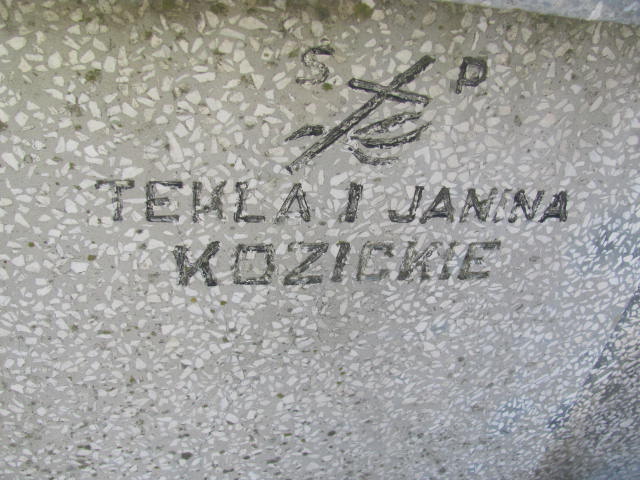 S. P
TEKLA I JANINA
KOZICKIE